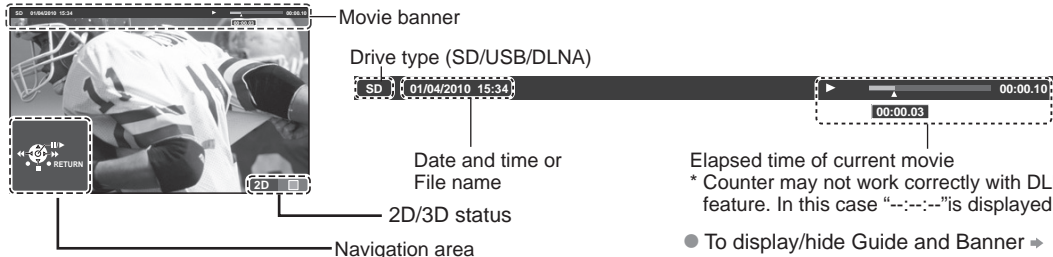 SD 01/04/2010 15:34 00:00.10
00:00.03
RETURN
2D
Movie banner
Drive type (SD/USB/DLNA)
SD 01/04/2010 15:34 00:00.10
00:00.03
Date and time or
File name
Elapsed time of current movie
* Counter may not work correctly with DL
feature. In this case “--:--:--”is displayed
2D/3D status
● To display/hide Guide and Banner ➡
Navigation area